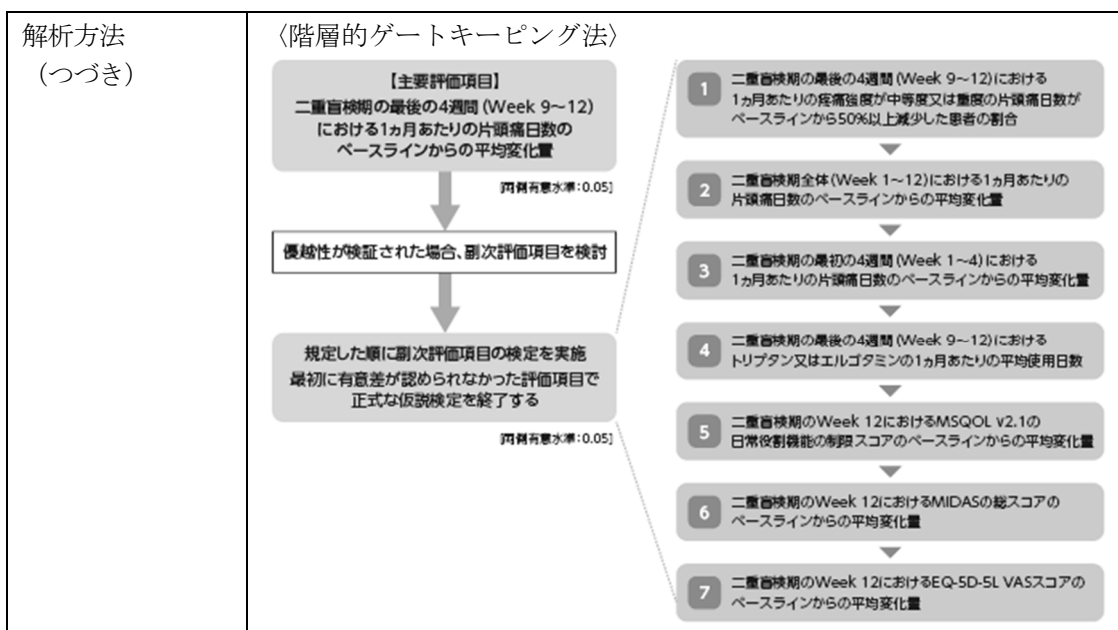 解析方法
(つづき)
〈階層的ゲートキーピング法〉
【主要評価項目】
二重盲検期の最後の4週間(Week 9~12)
における1ヵ月あたりの片頭痛日数の
ベースラインからの平均変化量
[両側有意水準:0.05]
優越性が検証された場合、副次評価項目を検討
規定した順に副次評価項目の検定を実施
最初に有意差が認められなかった評価項目で
正式な仮説検定を終了する
[両側有意水準:0.05]
1 二重盲検期の最後の4週間(Week 9~12)における
1ヵ月あたりの疼痛強度が中等度又は重度の片頭痛日数が
ベースラインから50%以上減少した患者の割合
2 二重盲検期全体(Week 1~12)における1ヵ月あたりの
片頭痛日数のベースラインからの平均変化量
3 二重盲検期の最初の4週間(Week 1~4)における
1ヵ月あたりの片頭痛日数のベースラインからの平均変化量
4 二重盲検期の最後の4週間(Week 9~12)における
トリプタン又はエルゴタミンの1ヵ月あたりの平均使用日数
5 二重盲検期のWeek 12におけるMSQOL v2.1の
日常役割機能の制限スコアのベースラインからの平均変化量
6 二重盲検期のWeek 12におけるMIDASの総スコアの
ベースラインからの平均変化量
7 二重盲検期のWeek 12におけるEQ-5D-5L VASスコアの
ベースラインからの平均変化量